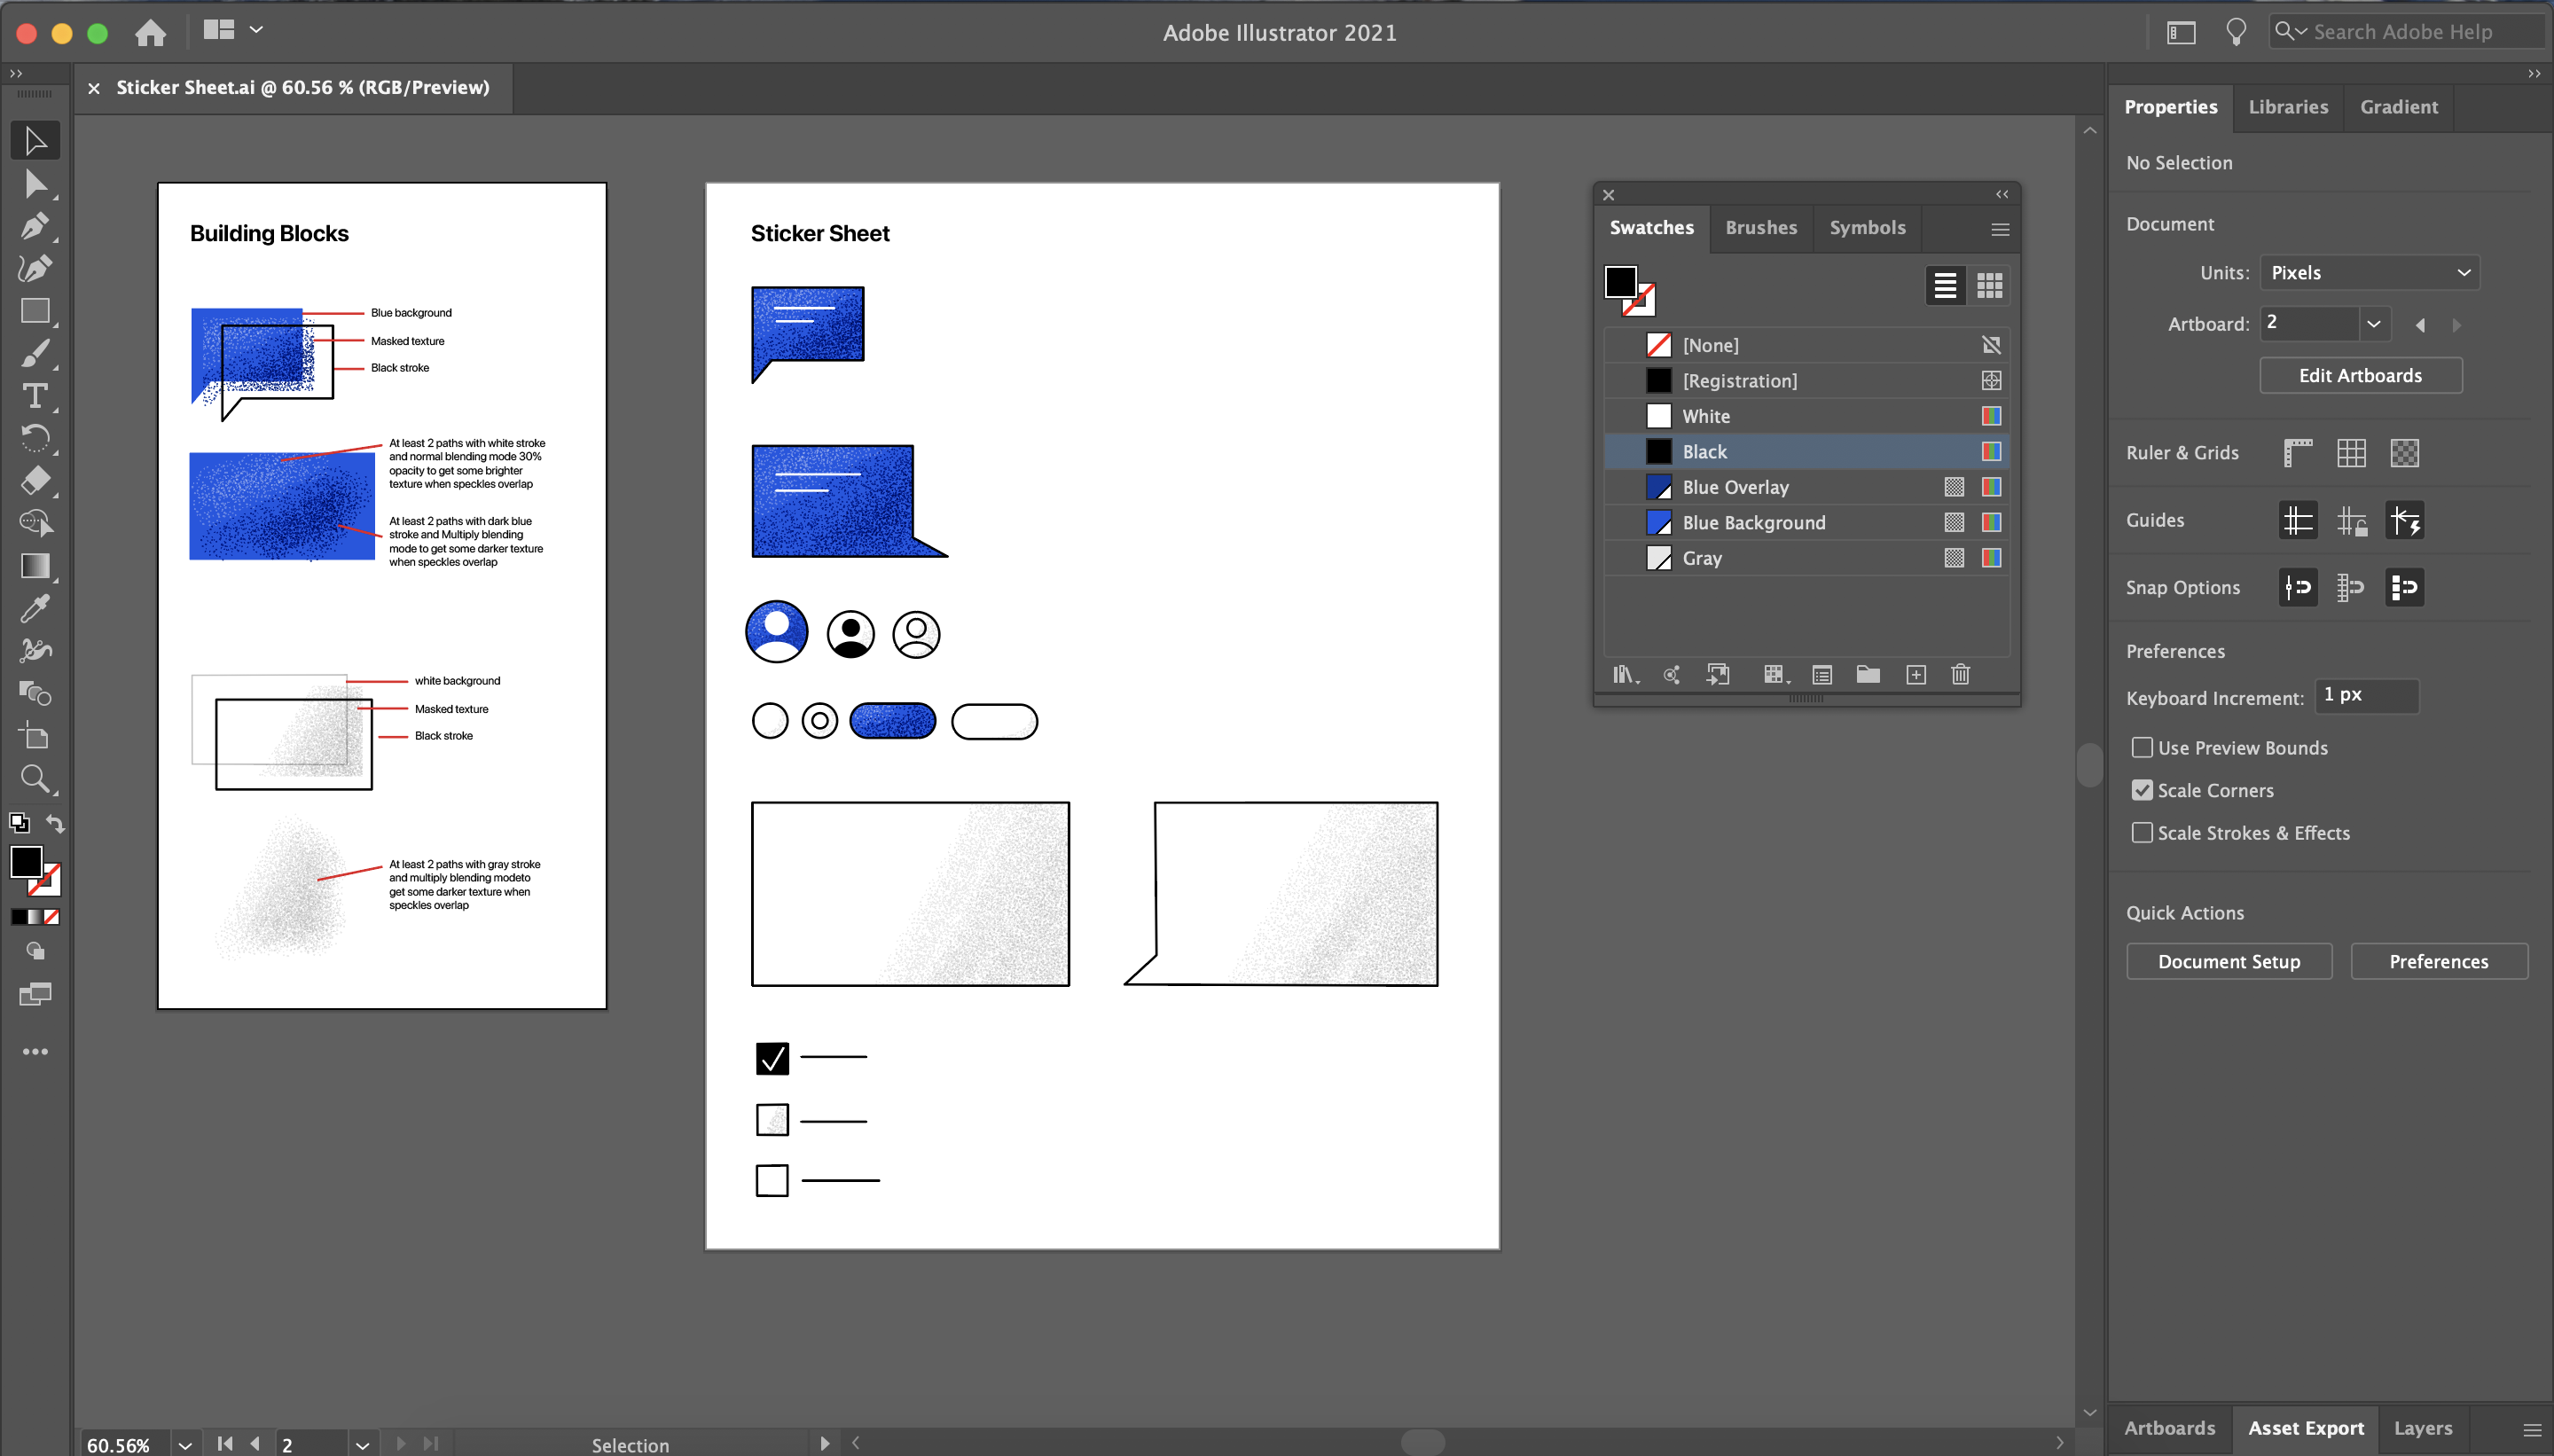 Adobe Illustrator 2021
Search Adobe Help
Sticker Sheet.ai @ 60.56 % (RGB/Preview)
Building Blocks
Blue background
Masked texture
Black stroke
At least 2 paths with white stroke
and normal blending mode 30%
opacity to get some brighter
texture when speckles overlap
At least 2 paths with dark blue
stroke and Multiply blending
mode to get some darker texture
when speckles overlap
white background
Masked texture
Black stroke
At least 2 paths with gray stroke
and multiply blending modeto
get some darker texture when
speckles overlap
Sticker Sheet
Swatches
Brushes
Symbols
[None]
[Registration]
White
Black
Blue Overlay
Blue Background
Gray
Properties
Libraries
Gradient
No Selection
Document
Units: Pixels
Artboard: 2
Edit Artboards
Ruler & Grids
Guides
Snap Options
Preferences
Keyboard Increment: 1 px
Use Preview Bounds
Scale Corners
Scale Strokes & Effects
Quick Actions
Document Setup
Preferences
60.56%
2
Selection
Artboards
Asset Export
Layers